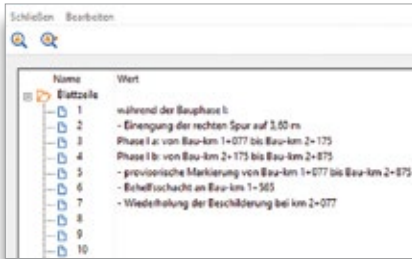 Schließen Bearbeiten
Name Wert
Blattzeile
1 während der Bauphase I:
2 - Einengung der rechten Spur auf 3,60 m
3 Phase I a: von Bau-km 1+077 bis Bau-km 2+175
4 Phase I b: von Bau-km 2+175 bis Bau-km 2+875
5 - provisorische Markierung von Bau-km 1+077 bis Bau-km 2+875
6 - Behelfsschacht an Bau-km 1+565
7 - Wiederholung der Beschilderung bei km 2+077
8
9
10